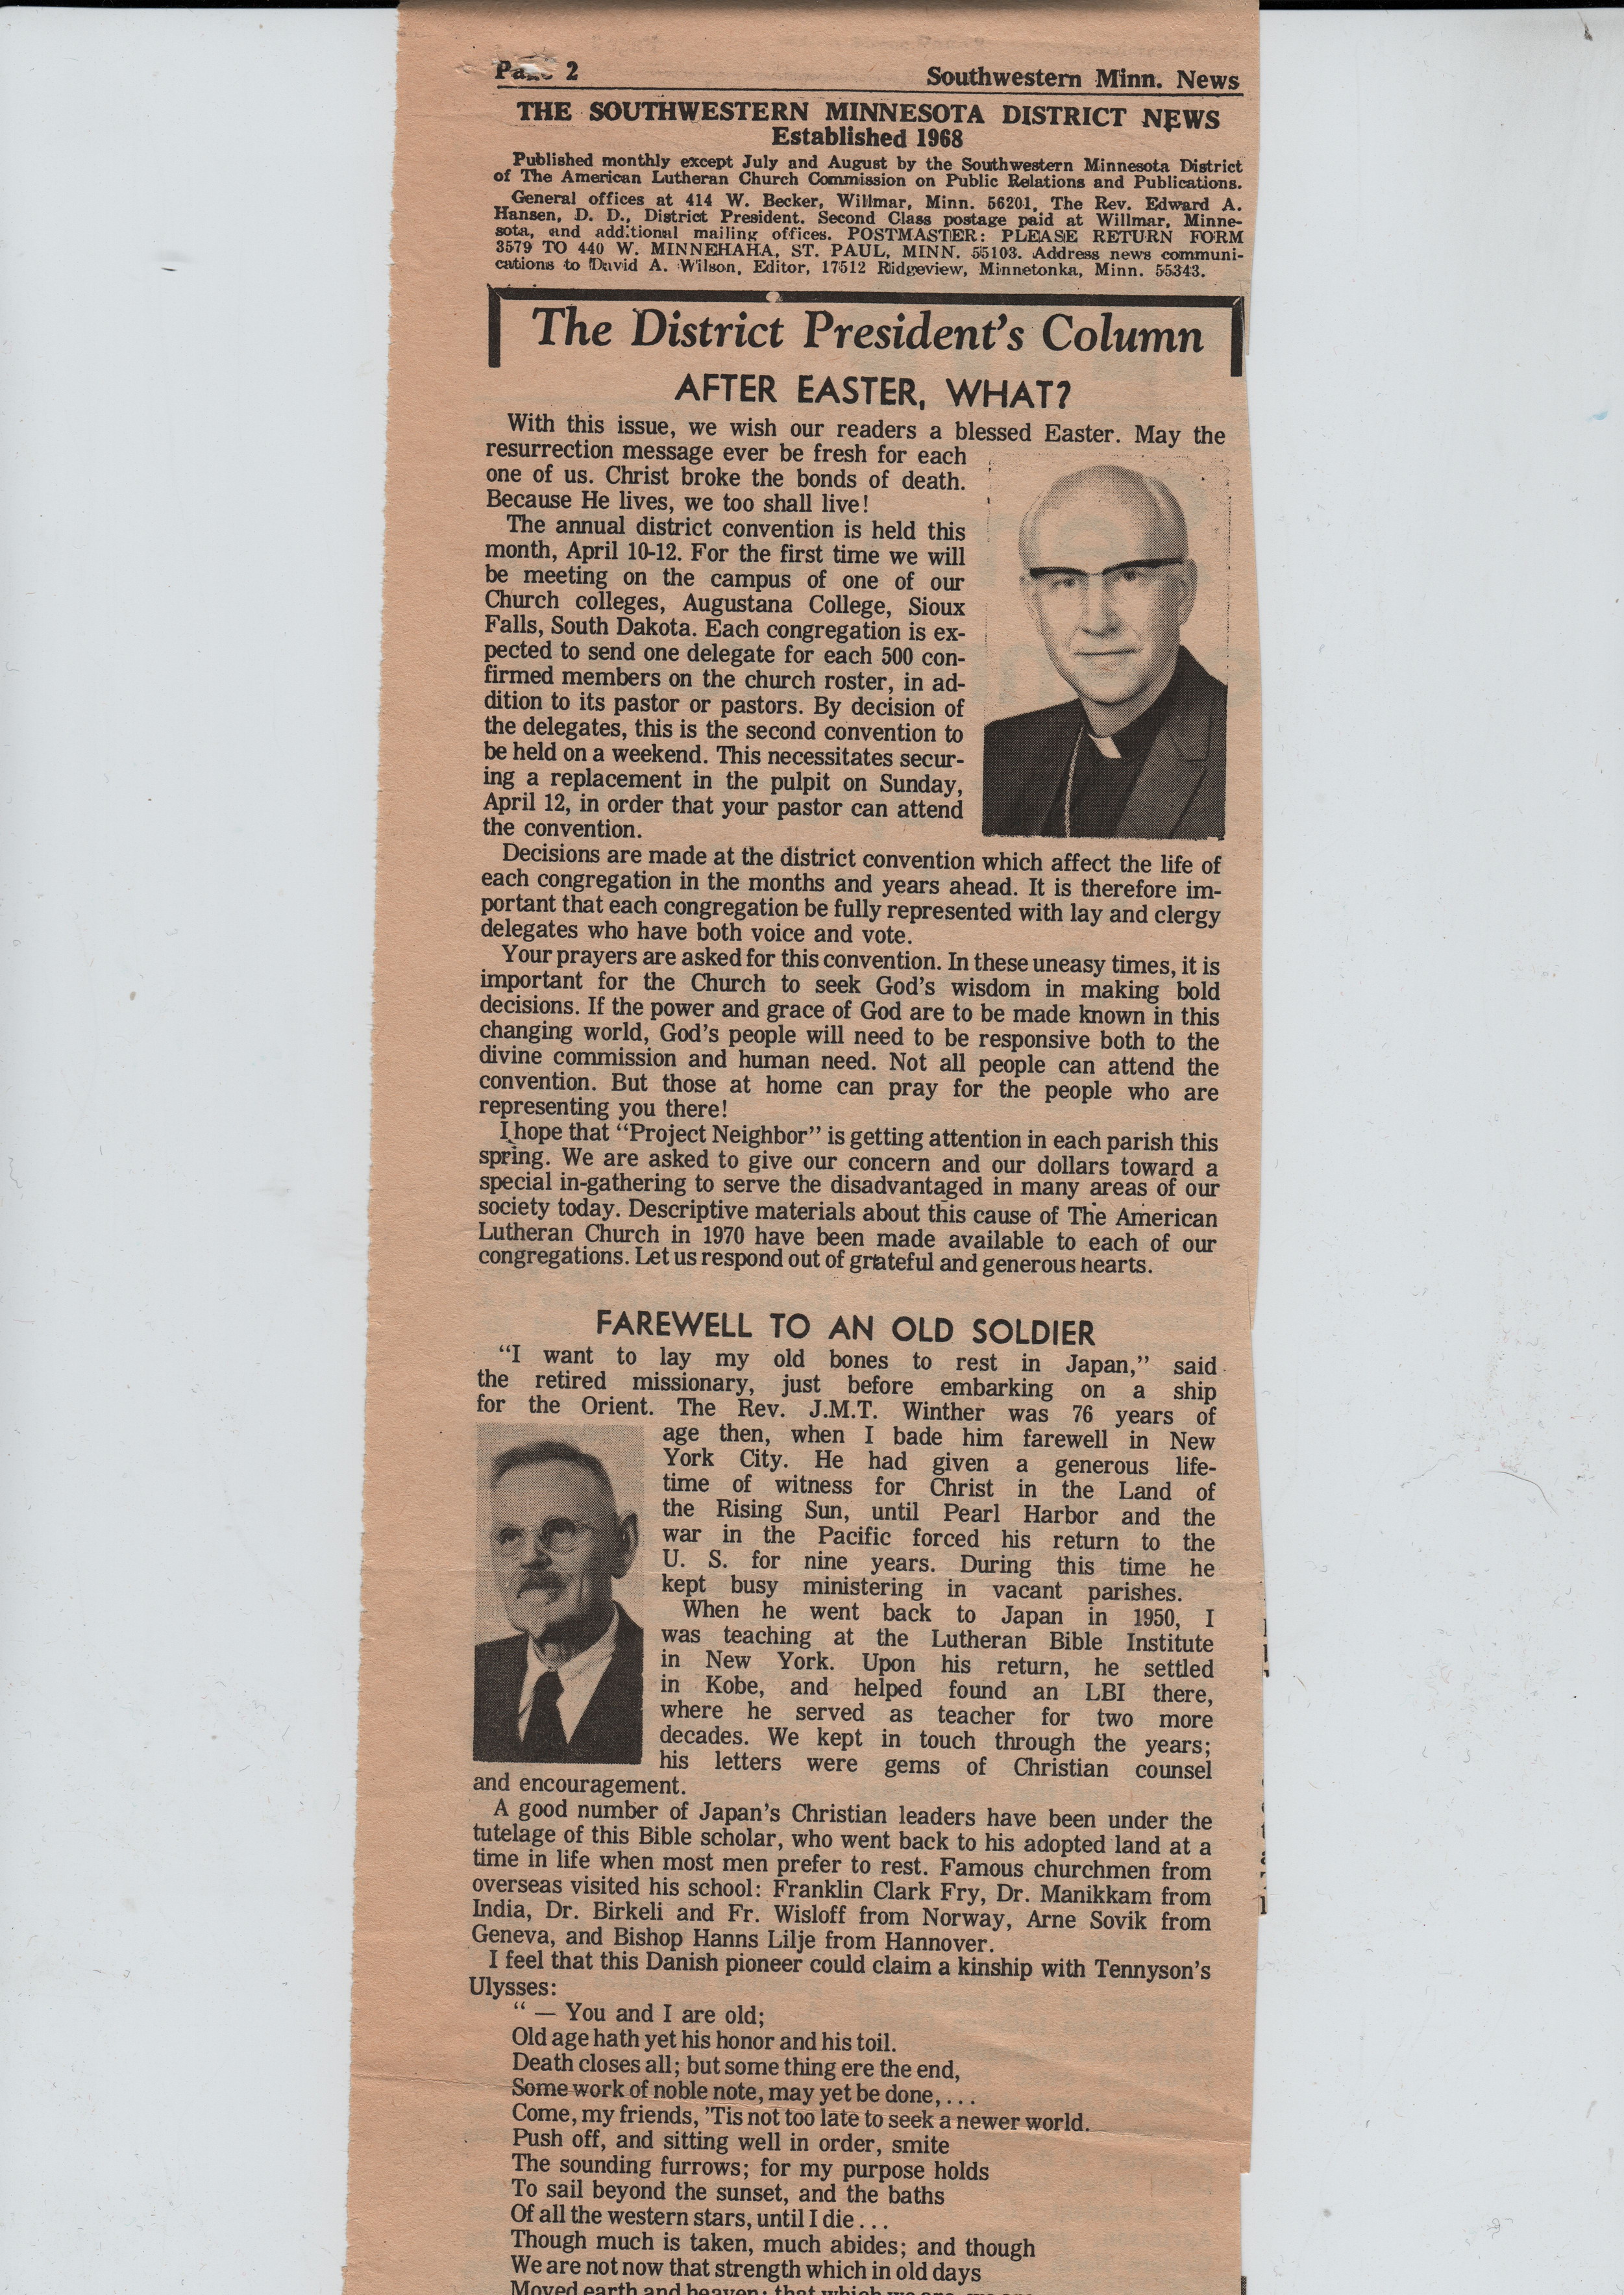 Page 2
Southwestern Minn. News
THE SOUTHWESTERN MINNESOTA DISTRICT NEWS
Established 1968
Published monthly except July and August by the Southwestern Minnesota District
of The American Lutheran Church Commission on Public Relations and Publications.
General offices at 414 W. Becker, Willmar, Minn. 56201, The Rev. Edward A.
Hansen, D. D., District President. Second Class postage paid at Willmar, Minne-
sota, and additional mailing offices. POSTMASTER: PLEASE RETURN FORM
3579 TO 440 W. MINNEHAHA, ST. PAUL, MINN. 55103. Address news communi-
cations to David A. Wilson, Editor, 17512 Ridgeview, Minnetonka, Minn. 55343.
The District President's Column
AFTER EASTER, WHAT?
With this issue, we wish our readers a blessed Easter. May the
resurrection message ever be fresh for each
one of us. Christ broke the bonds of death.
Because He lives, we too shall live!
The annual district convention is held this
month, April 10-12. For the first time we will
be meeting on the campus of one of our
Church colleges, Augustana College, Sioux
Falls, South Dakota. Each congregation is ex-
pected to send one delegate for each 500 con-
firmed members on the church roster, in ad-
dition to its pastor or pastors. By decision of
the delegates, this is the second convention to
be held on a weekend. This necessitates secur-
ing a replacement in the pulpit on Sunday,
April 12, in order that your pastor can attend
the convention.
Decisions are made at the district convention which affect the life of
each congregation in the months and years ahead. It is therefore im-
portant that each congregation be fully represented with lay and clergy
delegates who have both voice and vote.
Your prayers are asked for this convention. In these uneasy times, it is
important for the Church to seek God's wisdom in making bold
decisions. If the power and grace of God are to be made known in this
changing world, God's people will need to be responsive both to the
divine commission and human need. Not all people can attend the
convention. But those at home can pray for the people who are
representing you there!
I hope that "Project Neighbor" is getting attention in each parish this
spring. We are asked to give our concern and our dollars toward a
special in-gathering to serve the disadvantaged in many areas of our
society today. Descriptive materials about this cause of The American
Lutheran Church in 1970 have been made available to each of our
congregations. Let us respond out of grateful and generous hearts.
FAREWELL TO AN OLD SOLDIER
"I want to lay my old bones to rest in Japan," said
the retired missionary, just before embarking on a ship
for the Orient. The Rev. J.M.T. Winther was 76 years of
age then, when I bade him farewell in New
York City. He had given a generous life-
time of witness for Christ in the Land of
the Rising Sun, until Pearl Harbor and the
war in the Pacific forced his return to the
U. S. for nine years. During this time he
kept busy ministering in vacant parishes.
When he went back to Japan in 1950, I
was teaching at the Lutheran Bible Institute
in New York. Upon his return, he settled
in Kobe, and helped found an LBI there,
where he served as teacher for two more
decades. We kept in touch through the years;
his letters were gems of Christian counsel
and encouragement.
A good number of Japan's Christian leaders have been under the
tutelage of this Bible scholar, who went back to his adopted land at a
time in life when most men prefer to rest. Famous churchmen from
overseas visited his school: Franklin Clark Fry, Dr. Manikkam from
India, Dr. Birkeli and Fr. Wisloff from Norway, Arne Sovik from
Geneva, and Bishop Hanns Lilje from Hannover.
I feel that this Danish pioneer could claim a kinship with Tennyson's
Ulysses:
" — You and I are old;
Old age hath yet his honor and his toil.
Death closes all; but some thing ere the end,
Some work of noble note, may yet be done, . . .
Come, my friends, 'Tis not too late to seek a newer world.
Push off, and sitting well in order, smite
The sounding furrows; for my purpose holds
To sail beyond the sunset, and the baths
Of all the western stars, until I die . . .
Though much is taken, much abides; and though
We are not now that strength which in old days
Moved earth and heaven; that which we are, we are